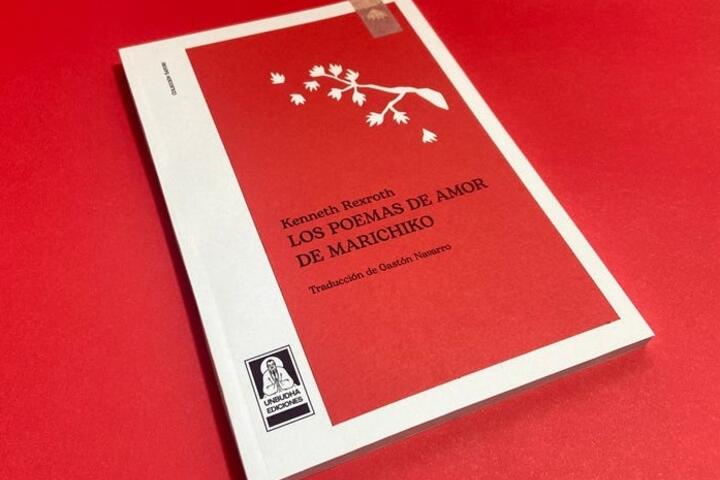 Kenneth Rexroth
LOS POEMAS DE AMOR
DE MARICHIKO
Traducción de Gastón Navarro
UNBUDHA
EDICIONES